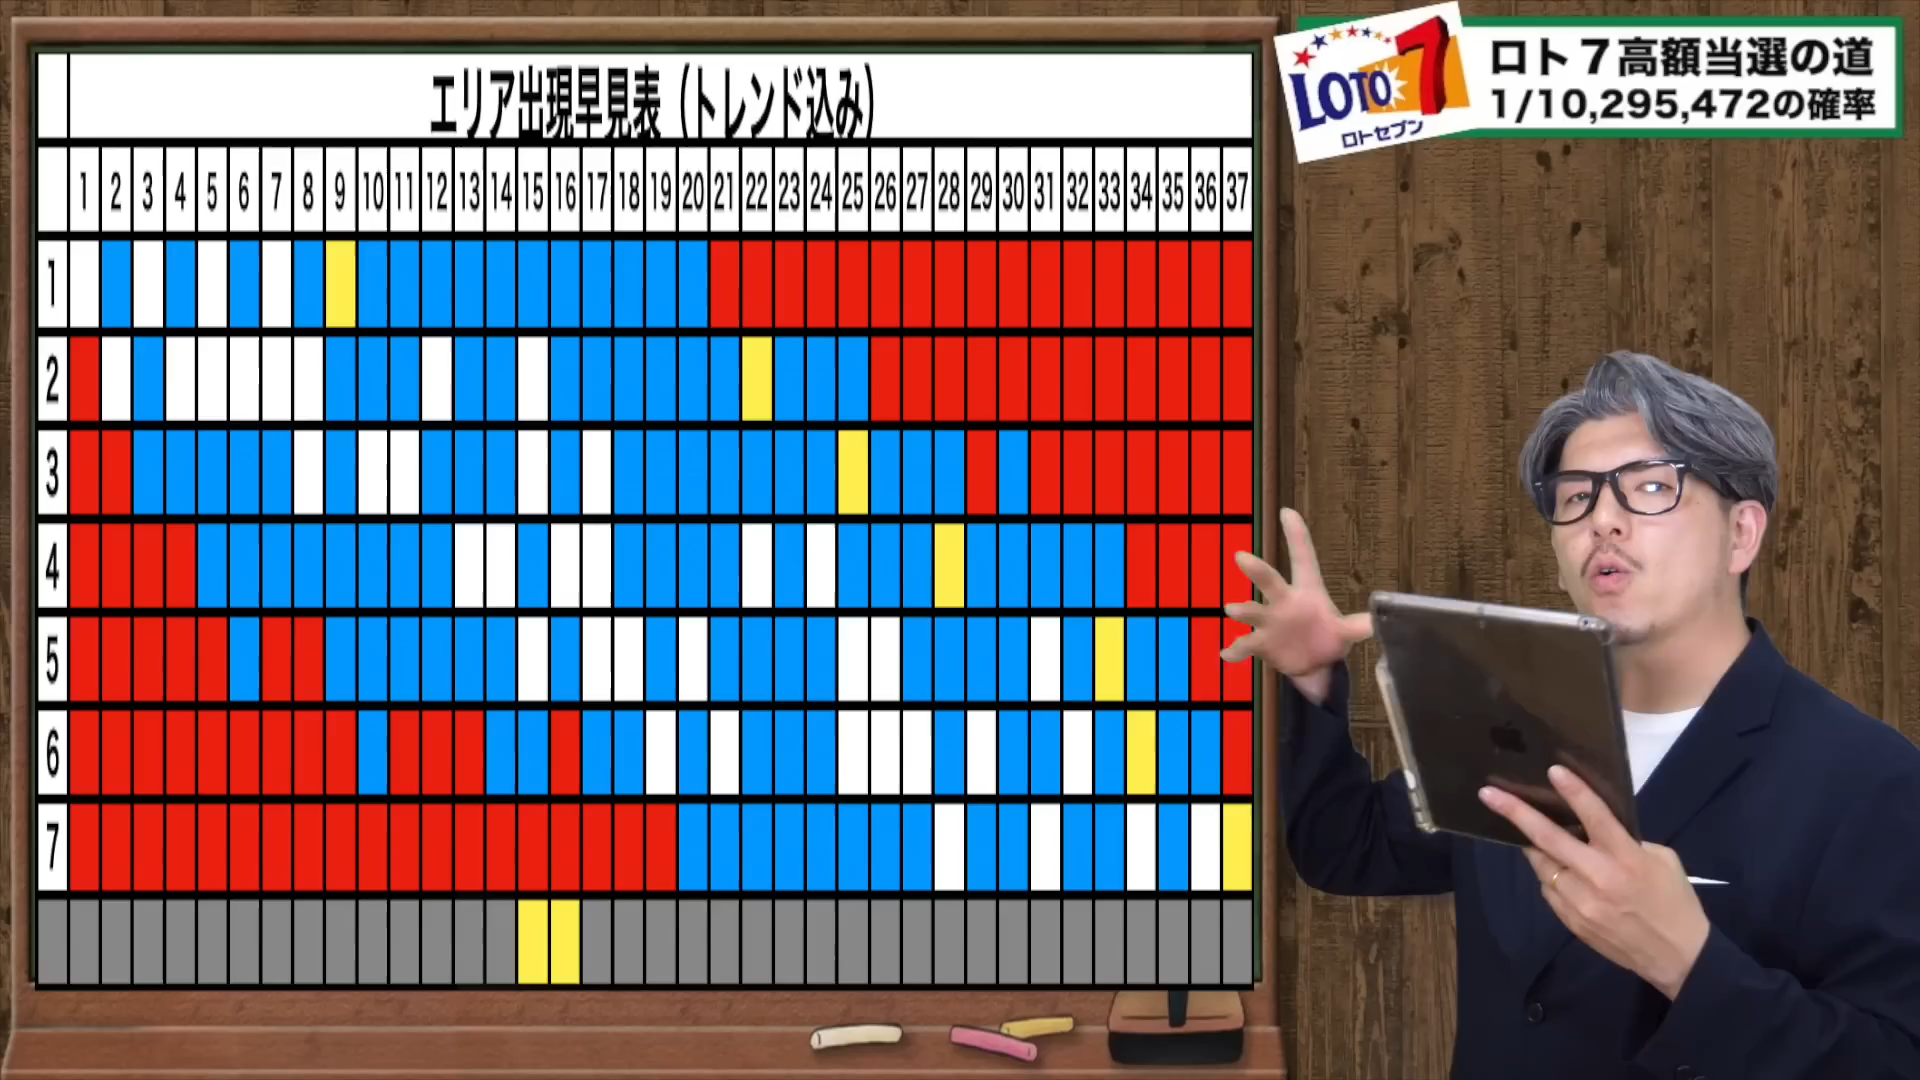 エリア出現早見表（トレンド込み）
1 2 3 4 5 6 7 8 9 10 11 12 13 14 15 16 17 18 19 20 21 22 23 24 25 26 27 28 29 30 31 32 33 34 35 36 37
1
2
3
4
5
6
7
LOTO 7
ロトセブン
ロト７高額当選の道
1/10,295,472の確率